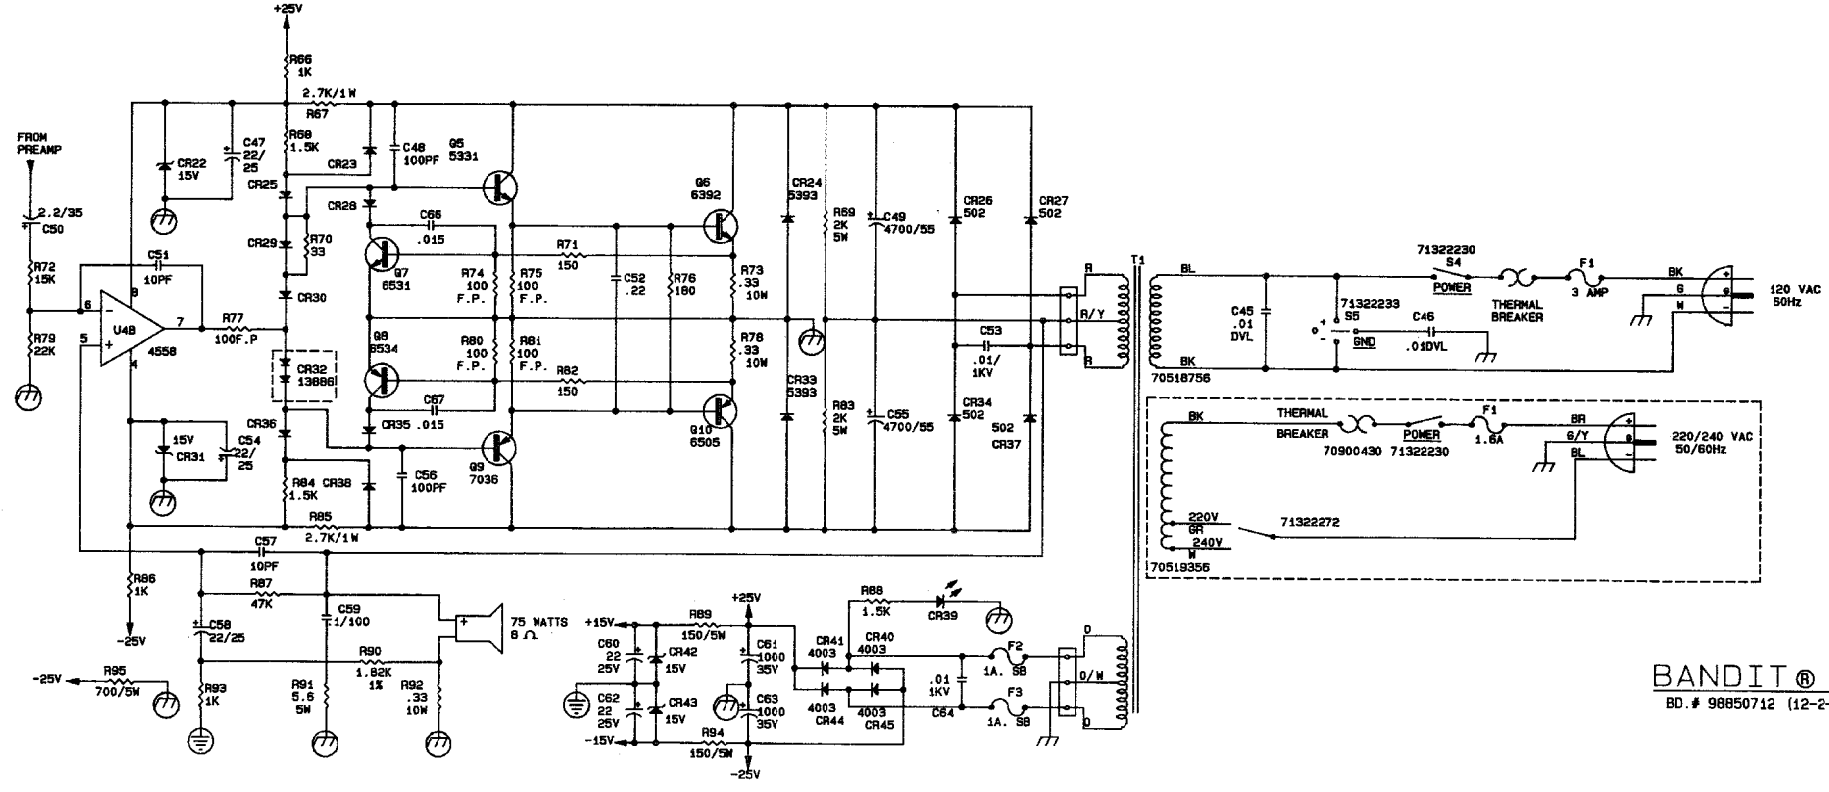 +25V
R66
1K
2.7K/1W
R67
FROM
PREAMP
2.2/35
C50
R72
15K
R79
22K
C51
10PF
CR22
15V
C47
22/
25
R68
1.5K
CR25
CR29
R70
33
CR30
CR23
C48
100PF
Q5
5331
CR28
C66
.015
Q7
6531
R74
100
F.P.
R75
100
F.P.
R71
150
C52
.22
R76
180
Q6
6392
R73
.33
10W
CR24
5393
R69
2K
5W
C49
4700/55
CR26
502
CR27
502
6
5
8
4
7
U4B
4558
R77
100F.P
CR32
13886
CR36
Q8
6534
R80
100
F.P.
R81
100
F.P.
R82
150
C67
.015
CR35
R78
.33
10W
CR33
5393
R83
2K
5W
C55
4700/55
CR34
502
502
CR37
C53
.01/
1KV
Q10
6505
Q9
7036
C56
100PF
CR38
R84
1.5K
R85
2.7K/1W
15V
CR31
C54
22/
25
R86
1K
-25V
-25V
R95
700/5W
C57
10PF
R87
47K
C58
22/25
C59
1/100
R93
1K
R90
1.82K
1%
R91
5.6
5W
R92
.33
10W
75 WATTS
8 Ω
+15V
R89
150/5W
+25V
C60
22
25V
CR42
15V
C61
1000
35V
C62
22
25V
CR43
15V
C63
1000
35V
-15V
R94
150/5W
-25V
R88
1.5K
CR39
CR41
4003
CR40
4003
4003
CR44
4003
CR45
.01
1KV
C64
F2
1A. SB
F3
1A. SB
O
O/W
O
T1
R
R/Y
R
BL
BK
70518756
C45
.01
DVL
71322233
S5
GND
C46
.01DVL
71322230
S4
POWER
THERMAL
BREAKER
F1
3 AMP
BK
G
W
120 VAC
60Hz
BK
THERMAL
BREAKER
70900430
POWER
71322230
F1
1.6A
BR
G/Y
BL
220/240 VAC
50/60Hz
220V
GR
240V
W
71322272
70519356
BANDIT®
BD.# 98850712 (12-2-